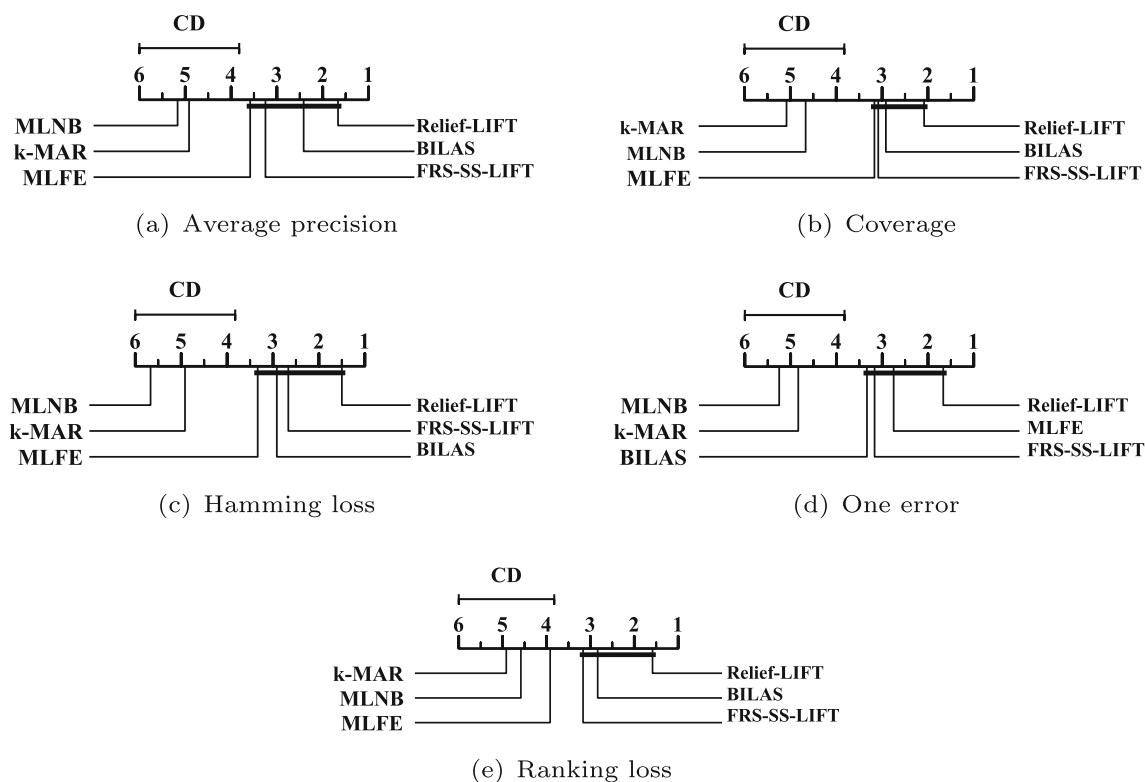 CD
6 5 4 3 2 1
MLNB
k-MAR
MLFE
Relief-LIFT
BILAS
FRS-SS-LIFT
(a) Average precision
CD
6 5 4 3 2 1
k-MAR
MLNB
MLFE
Relief-LIFT
BILAS
FRS-SS-LIFT
(b) Coverage
CD
6 5 4 3 2 1
MLNB
k-MAR
MLFE
Relief-LIFT
FRS-SS-LIFT
BILAS
(c) Hamming loss
CD
6 5 4 3 2 1
MLNB
k-MAR
BILAS
Relief-LIFT
MLFE
FRS-SS-LIFT
(d) One error
CD
6 5 4 3 2 1
k-MAR
MLNB
MLFE
Relief-LIFT
BILAS
FRS-SS-LIFT
(e) Ranking loss